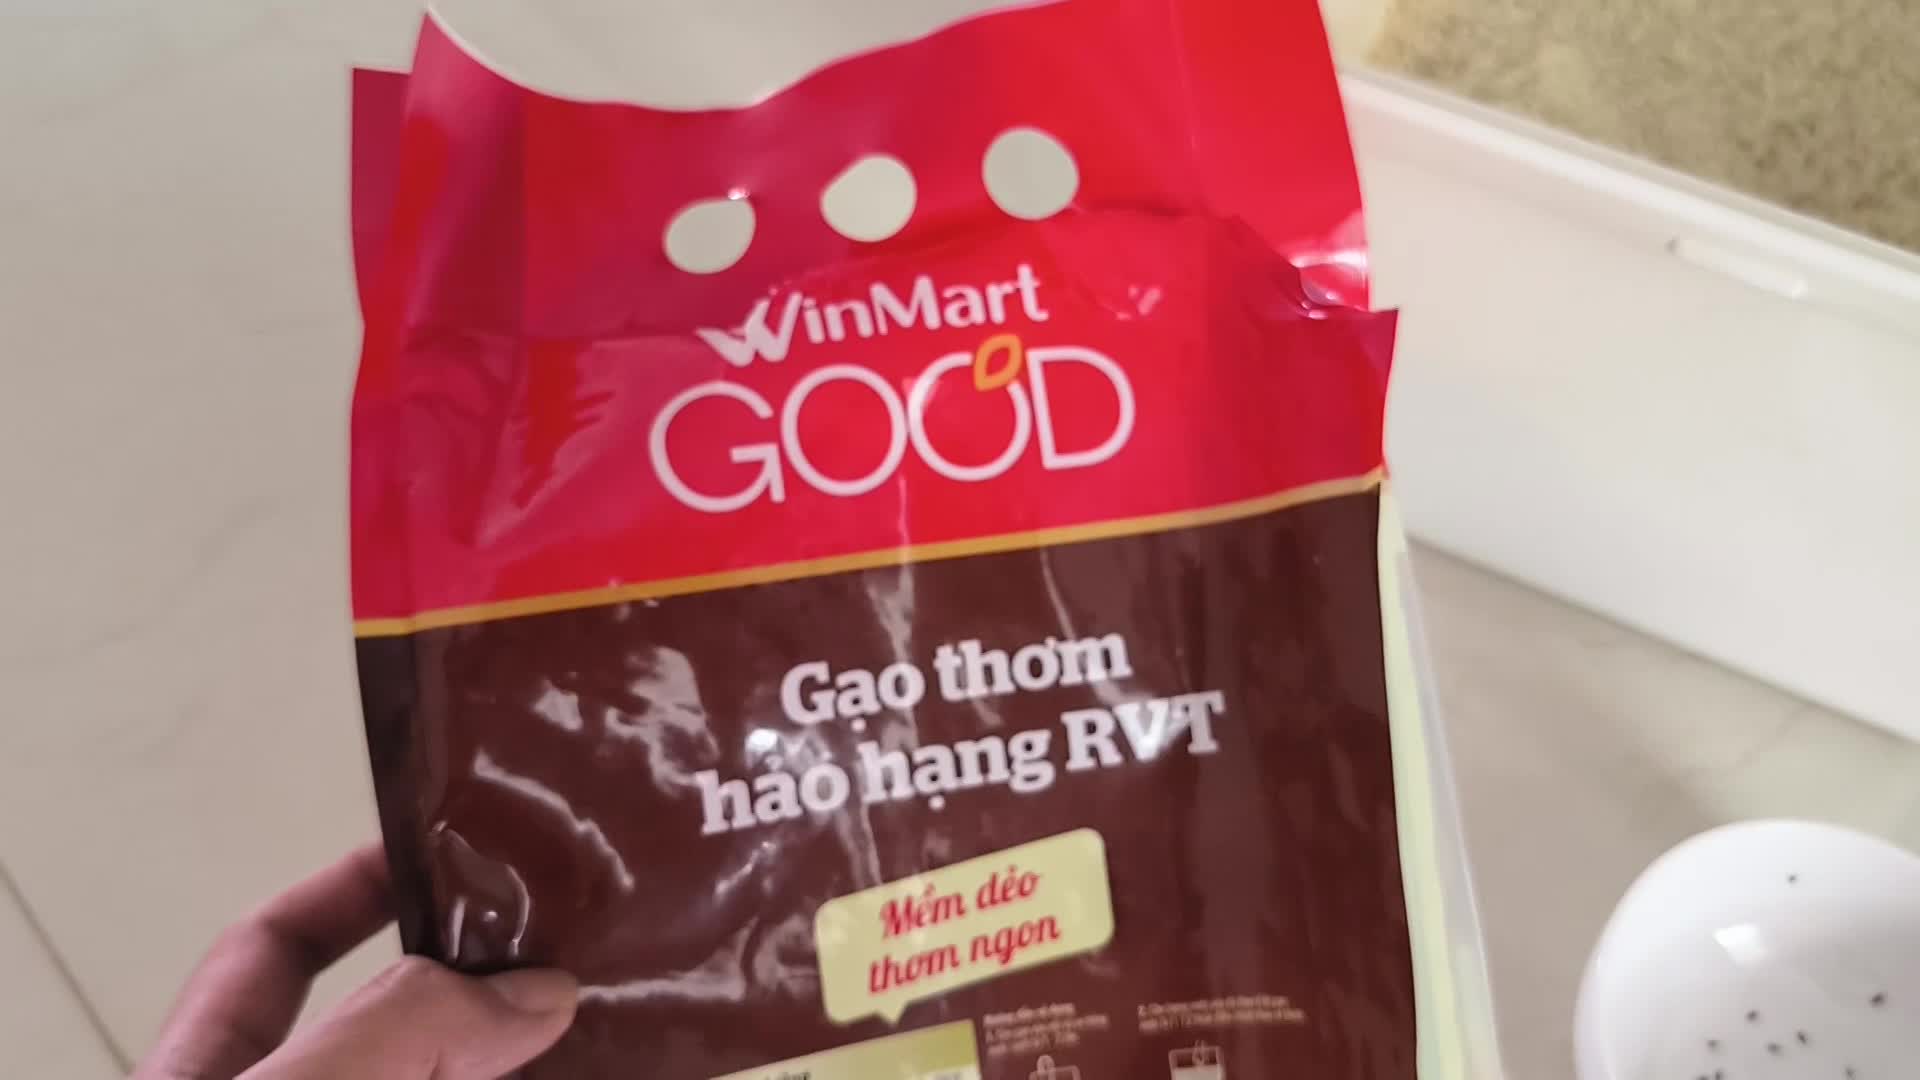 WinMart
GOOD
Gạo thơm
hảo hạng RVT
Mềm dẻo
thơm ngon